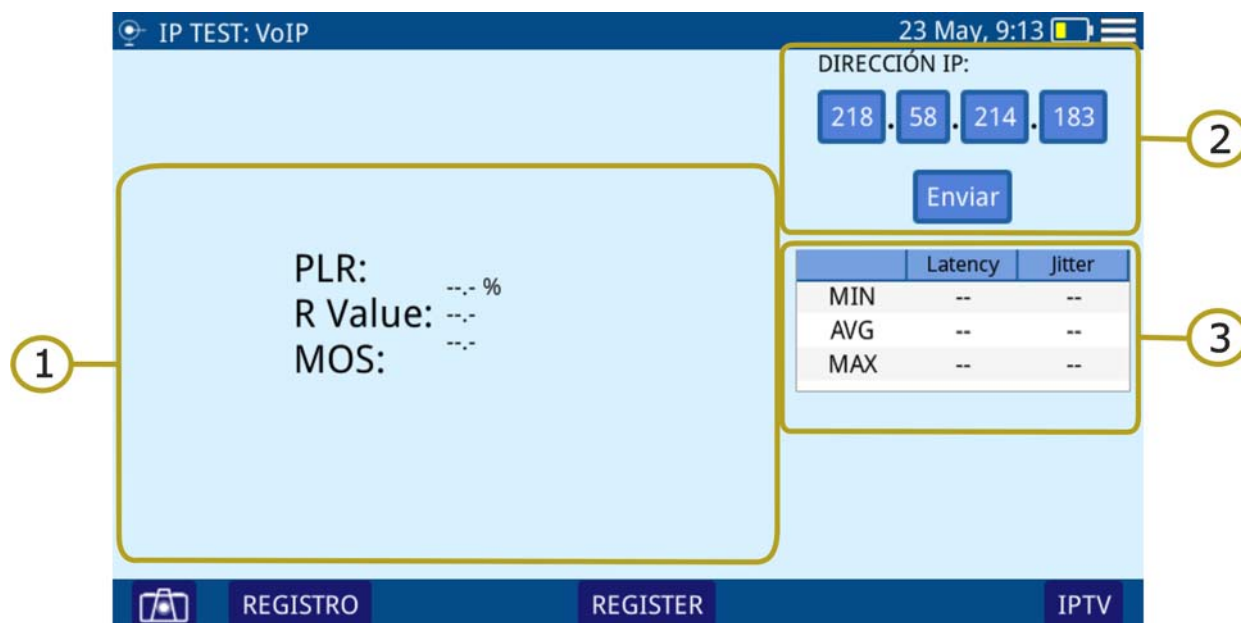 IP TEST: VoIP
23 May, 9:13
DIRECCIÓN IP:
218 . 58 . 214 . 183
Enviar
2
PLR: --.- %
R Value: --.-
MOS: --.-
1
Latency Jitter
MIN -- --
AVG -- --
MAX -- --
3
REGISTRO REGISTER IPTV